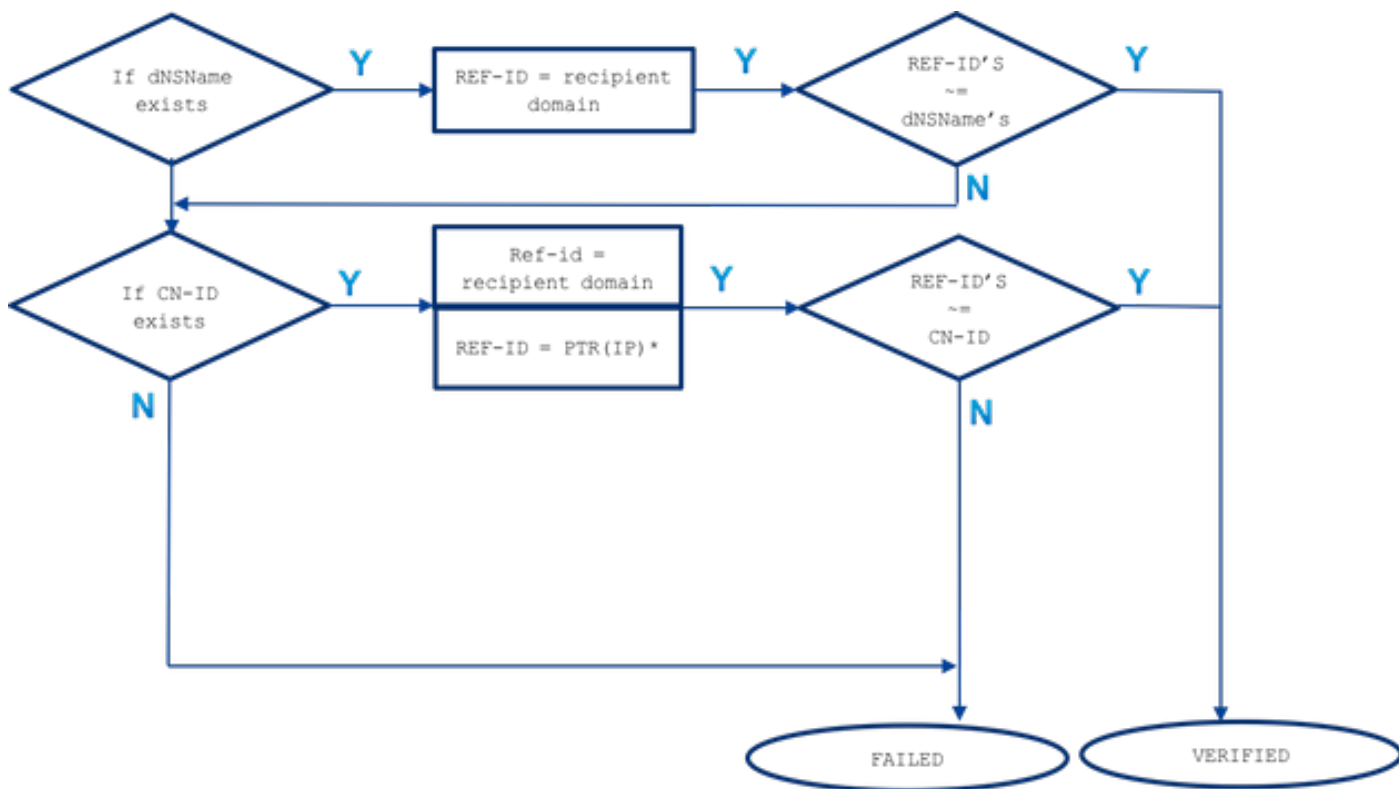 If dNSName
exists
Y
REF-ID = recipient
domain
Y
REF-ID'S
~=
dNSName's
Y
N
If CN-ID
exists
Y
Ref-id =
recipient domain
REF-ID = PTR(IP)*
Y
REF-ID'S
~=
CN-ID
Y
N
N
FAILED
VERIFIED